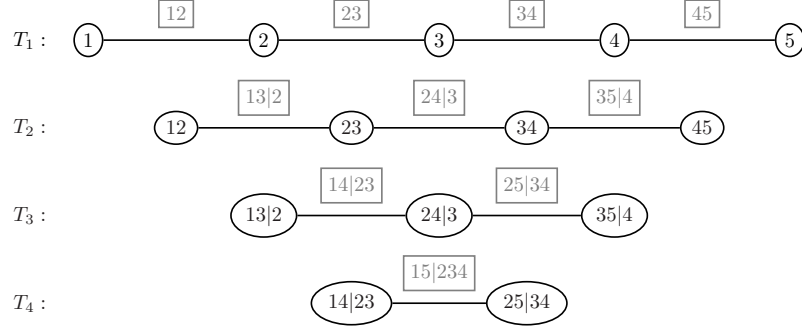 12 23 34 45
T1 : 1 2 3 4 5
13|2 24|3 35|4
T2 : 12 23 34 45
14|23 25|34
T3 : 13|2 24|3 35|4
15|234
T4 : 14|23 25|34